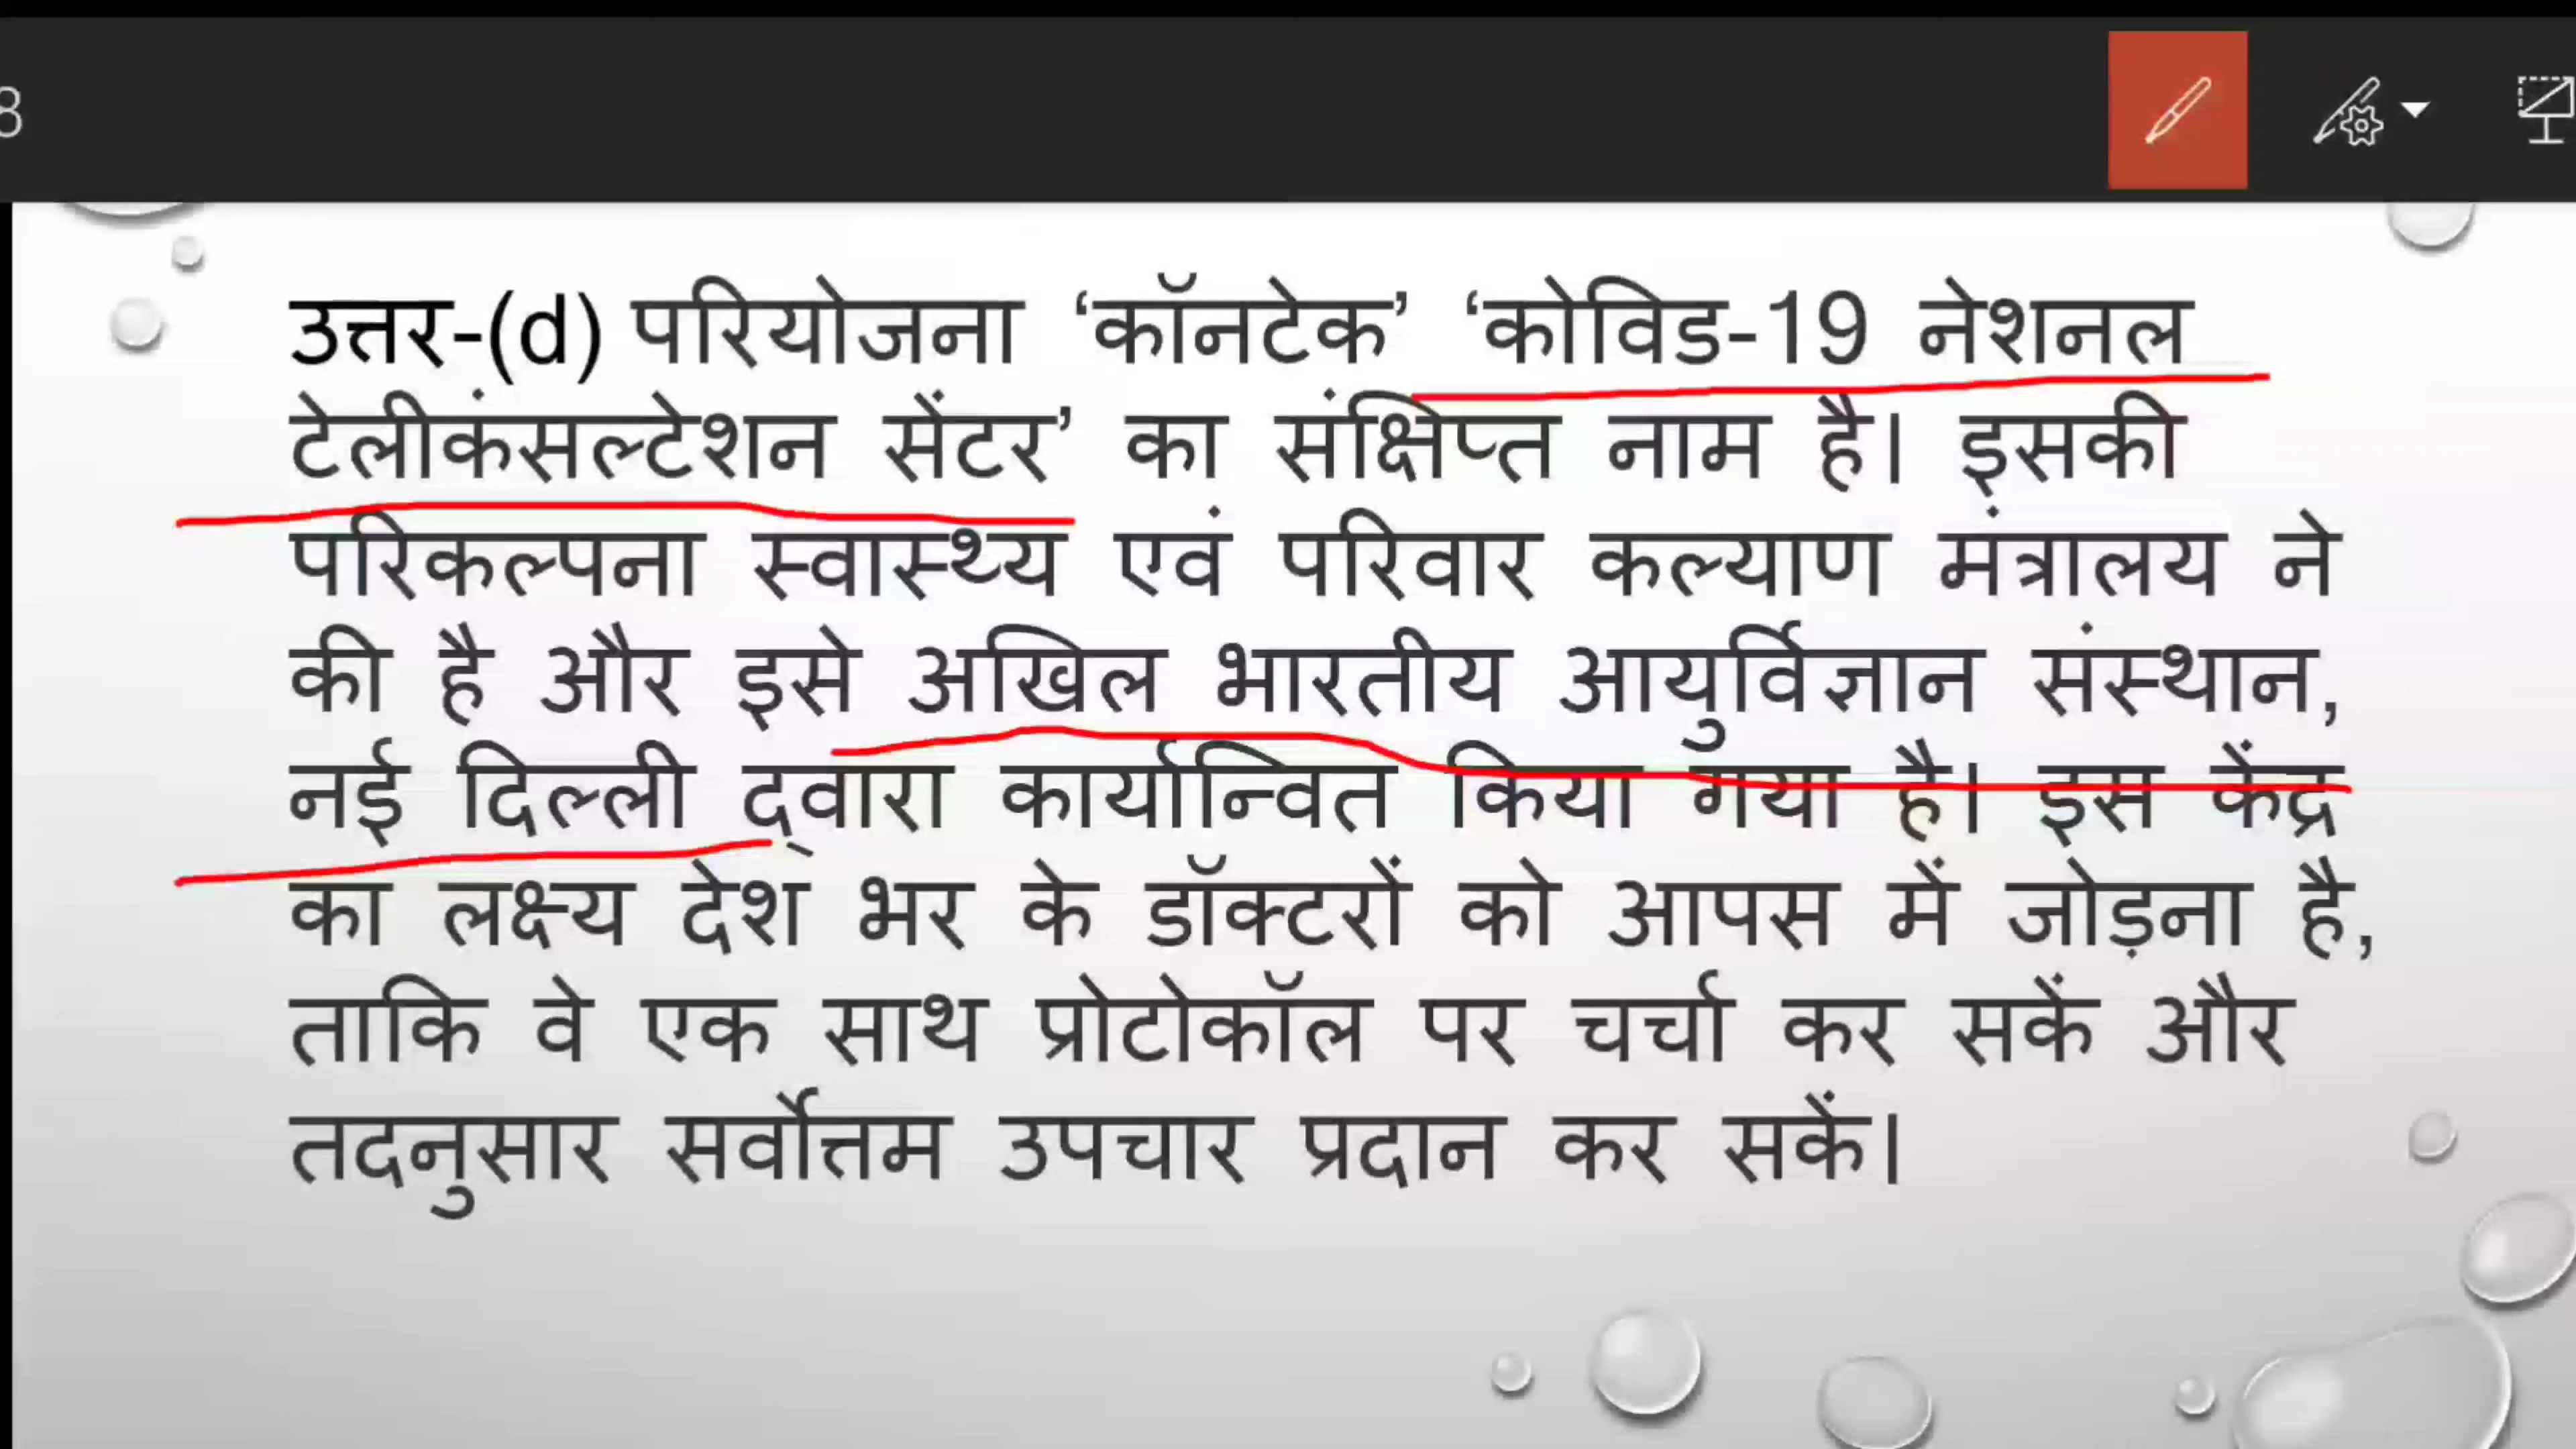 8
उत्तर-(d) परियोजना ‘कॉनटेक’ ‘कोविड-19 नेशनल
टेलीकंसल्टेशन सेंटर’ का संक्षिप्त नाम है। इसकी
परिकल्पना स्वास्थ्य एवं परिवार कल्याण मंत्रालय ने
की है और इसे अखिल भारतीय आयुर्विज्ञान संस्थान,
नई दिल्ली द्वारा कार्यान्वित किया गया है। इस केंद्र
का लक्ष्य देश भर के डॉक्टरों को आपस में जोड़ना है,
ताकि वे एक साथ प्रोटोकॉल पर चर्चा कर सकें और
तदनुसार सर्वोत्तम उपचार प्रदान कर सकें।